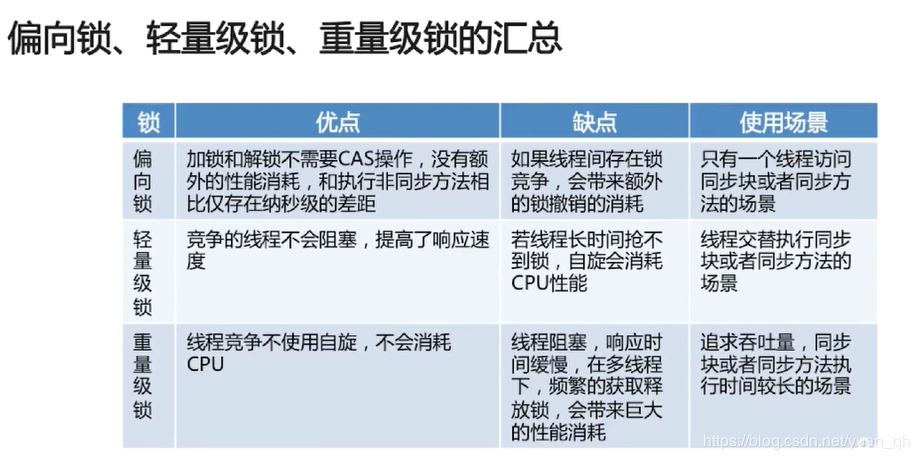 偏向锁、轻量级锁、重量级锁的汇总
锁
优点
缺点
使用场景
偏
向
锁
加锁和解锁不需要CAS操作，没有额
外的性能消耗，和执行非同步方法相
比仅存在纳秒级的差距
如果线程间存在锁
竞争，会带来额外
的锁撤销的消耗
只有一个线程访问
同步块或者同步方
法的场景
轻
量
级
锁
竞争的线程不会阻塞，提高了响应速
度
若线程长时间抢不
到锁，自旋会消耗
CPU性能
线程交替执行同步
块或者同步方法的
场景
重
量
级
锁
线程竞争不使用自旋，不会消耗
CPU
线程阻塞，响应时
间缓慢，在多线程
下，频繁的获取释
放锁，会带来巨大
的性能消耗
追求吞吐量，同步
块或者同步方法执
行时间较长的场景
https://blog.csdn.net/yuan_qh